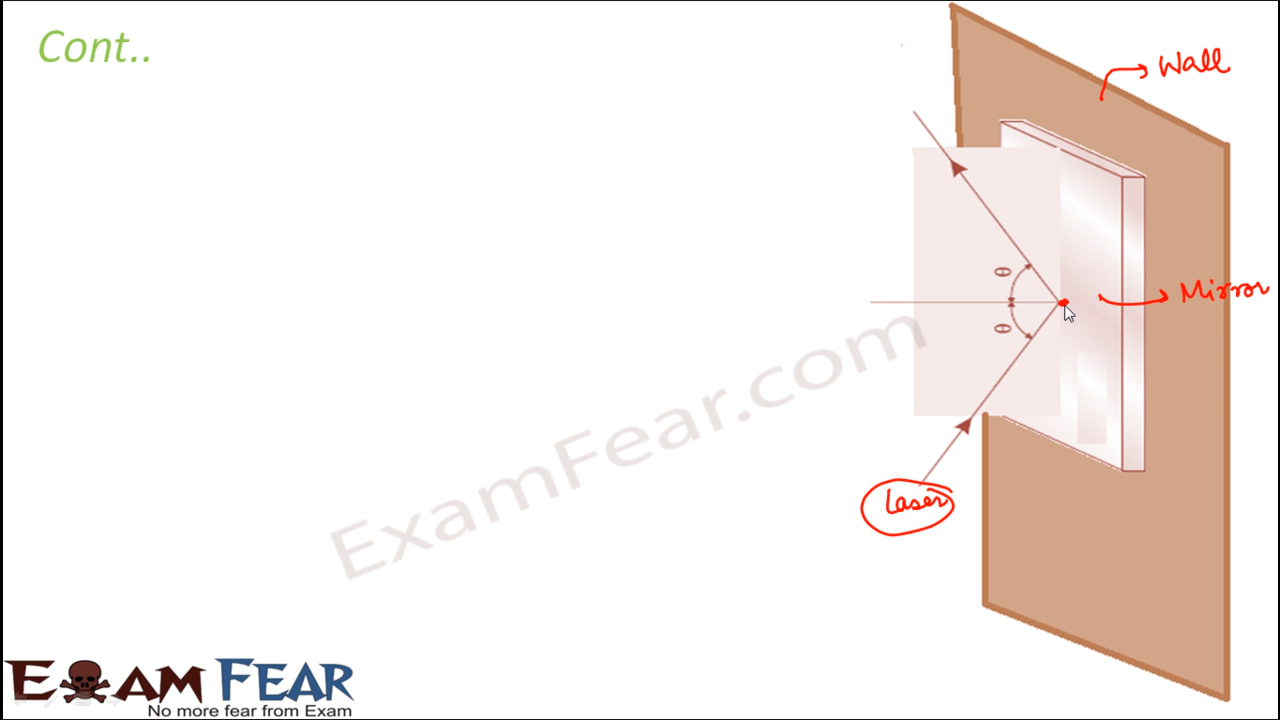 Cont..
Wall
θ
Mirror
θ
ExamFear.com
Laser
EXAM FEAR
No more fear from Exam